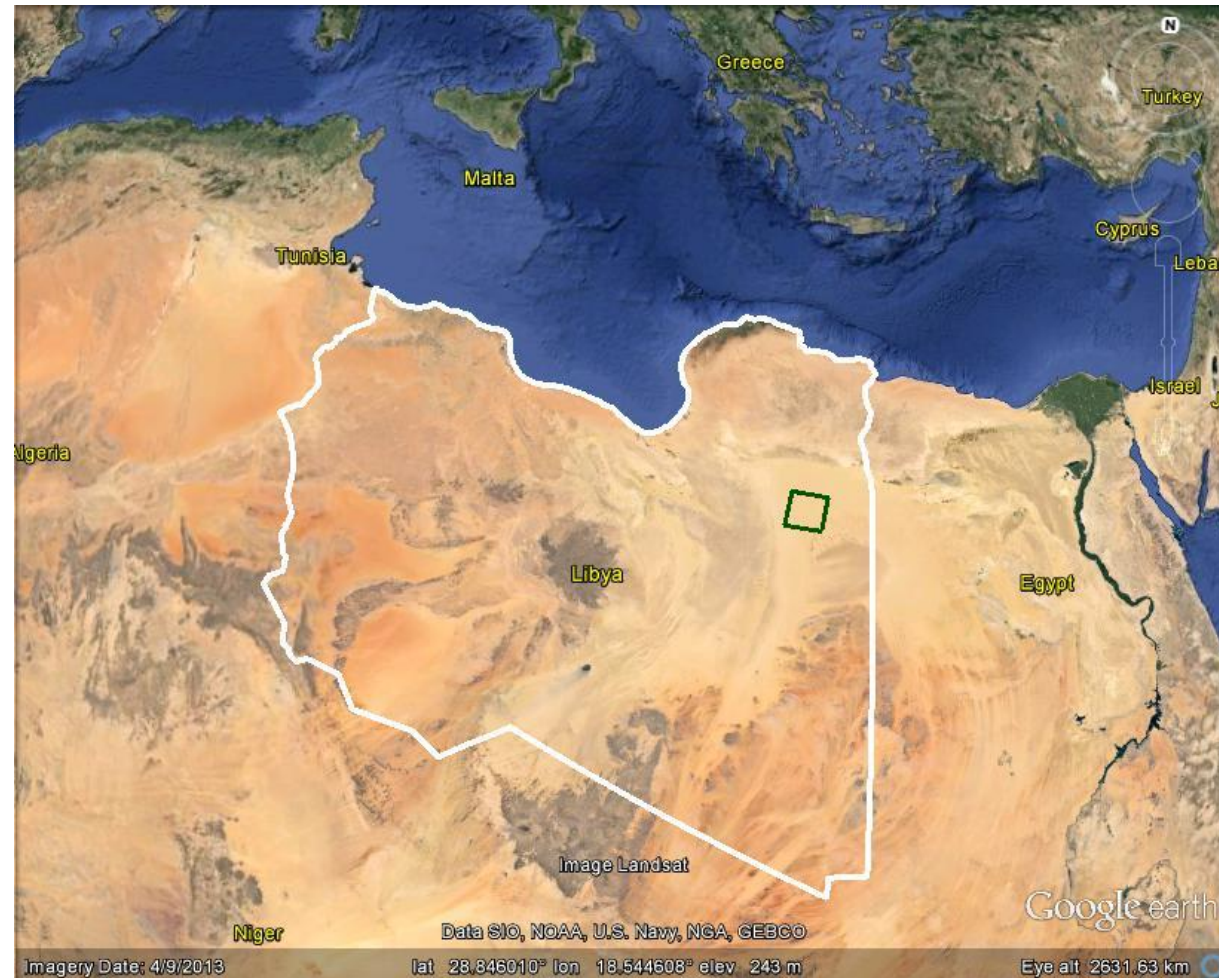 N
Greece
Turkey
Malta
Cyprus
Tunisia
Leba
Israel
J
Algeria
Libya
Egypt
Image Landsat
Google earth
Niger
Data SIO, NOAA, U.S. Navy, NGA, GEBCO
Imagery Date: 4/9/2013 lat 28.846010° lon 18.544608° elev 243 m Eye alt 2631.63 km